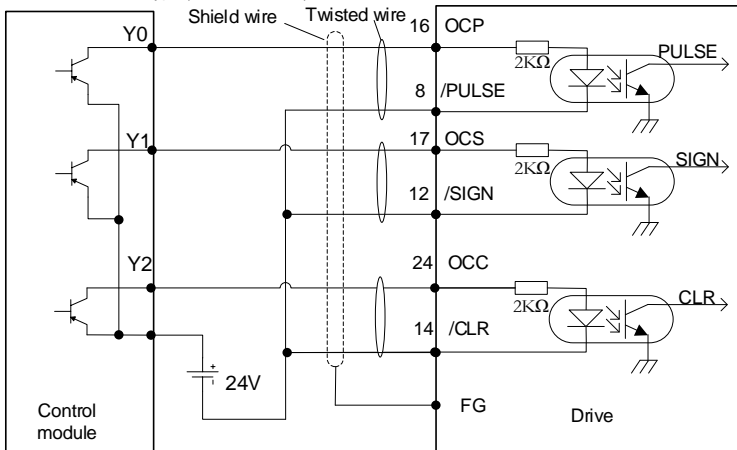 Shield wire
Twisted wire
Y0
16 OCP
2KΩ
PULSE
8 /PULSE
Y1
17 OCS
2KΩ
SIGN
12 /SIGN
Y2
24 OCC
2KΩ
CLR
14 /CLR
+
24V
FG
Control
module
Drive